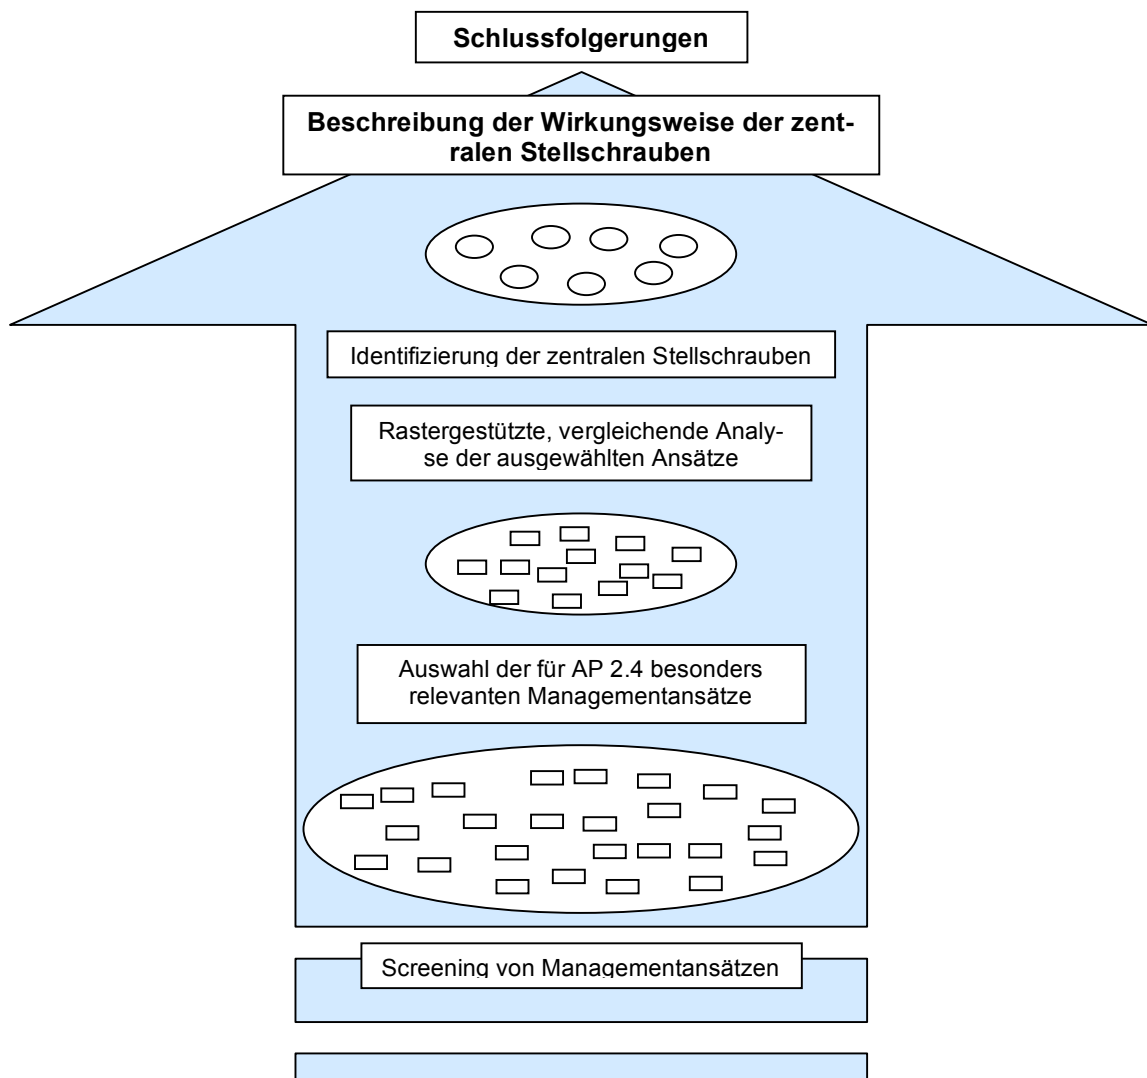 Schlussfolgerungen
Beschreibung der Wirkungsweise der zent-
ralen Stellschrauben
Identifizierung der zentralen Stellschrauben
Rastergestützte, vergleichende Analy-
se der ausgewählten Ansätze
Auswahl der für AP 2.4 besonders
relevanten Managementansätze
Screening von Managementansätzen